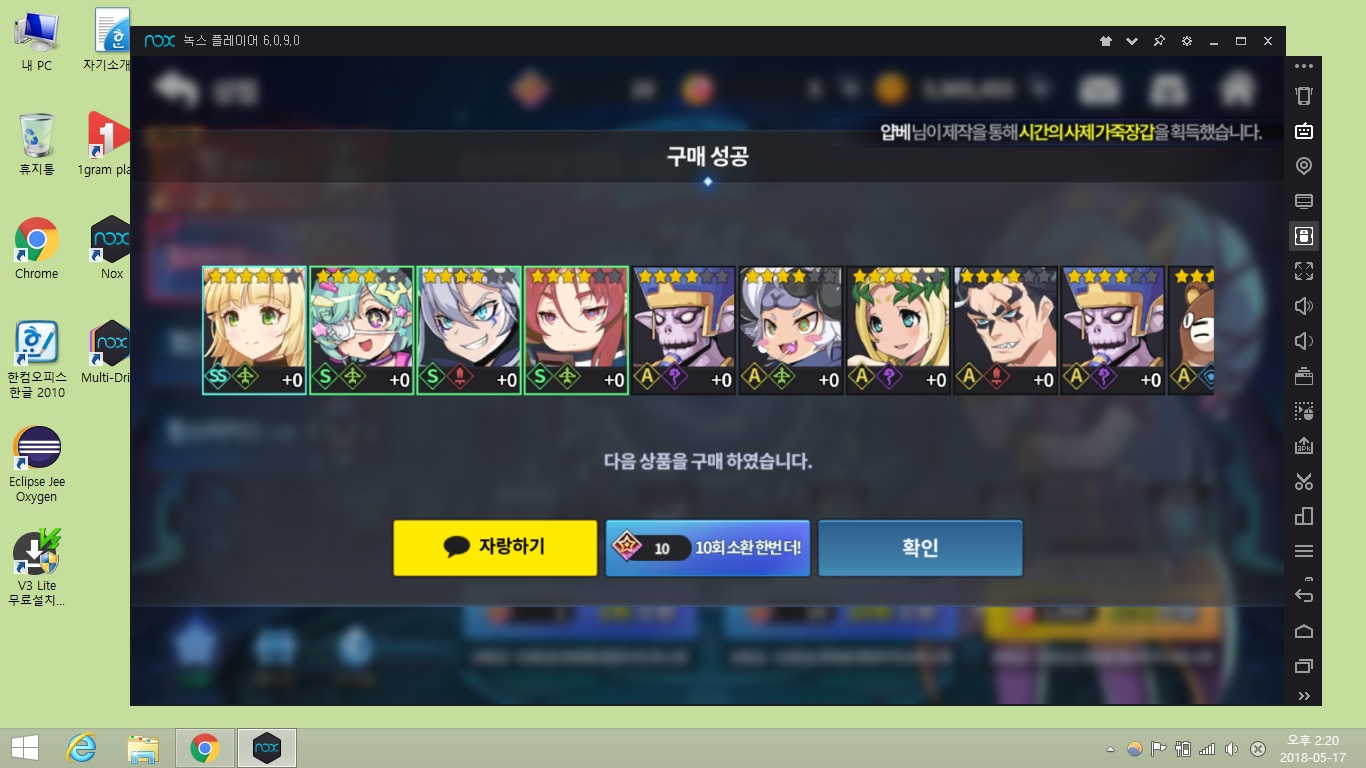 nox 녹스 플레이어 6.0.9.0
얍베 님이 제작을 통해 시간의 사제 가죽장갑을 획득했습니다.
구매 성공
SS +0
S +0
S +0
S +0
A +0
A +0
A +0
A +0
A +0
A
다음 상품을 구매 하였습니다.
자랑하기
10 10회 소환 한번 더!
확인
내 PC
자기소개
휴지통
1gram pla
Chrome
Nox
한컴오피스
한글 2010
Multi-Dri
Eclipse Jee
Oxygen
V3 Lite
무료설치...
오후 2:20
2018-05-17